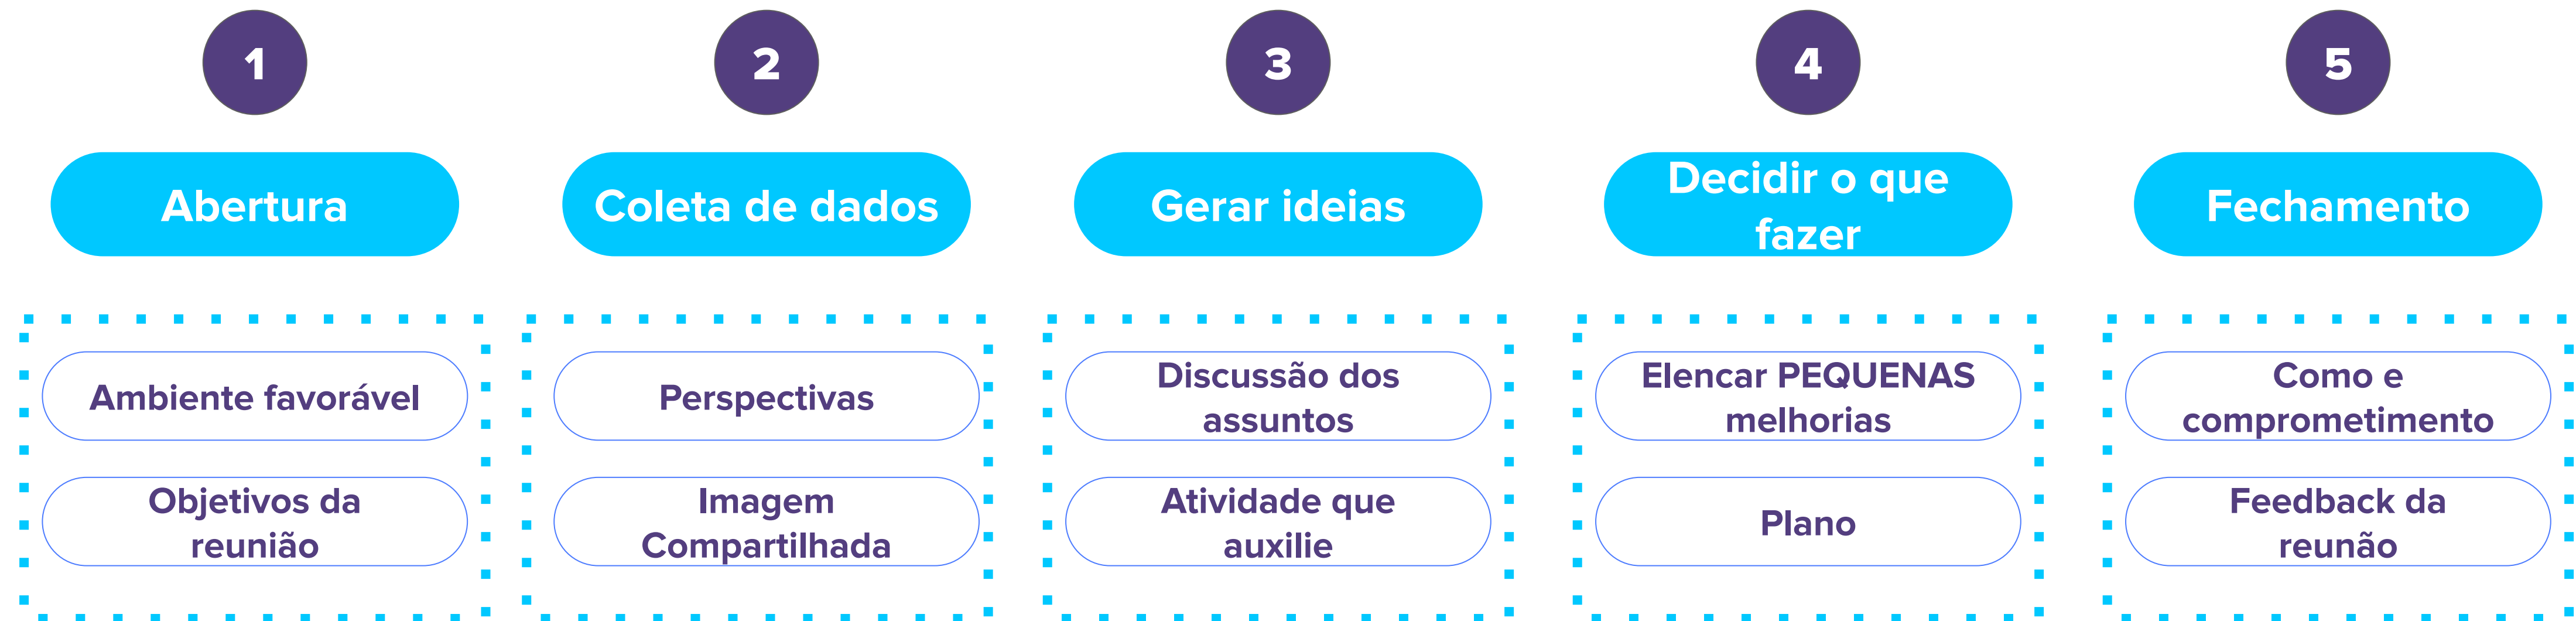 1
Abertura
Ambiente favorável
Objetivos da
reunião
2
Coleta de dados
Perspectivas
Imagem
Compartilhada
3
Gerar ideias
Discussão dos
assuntos
Atividade que
auxilie
4
Decidir o que
fazer
Elencar PEQUENAS
melhorias
Plano
5
Fechamento
Como e
comprometimento
Feedback da
reunão